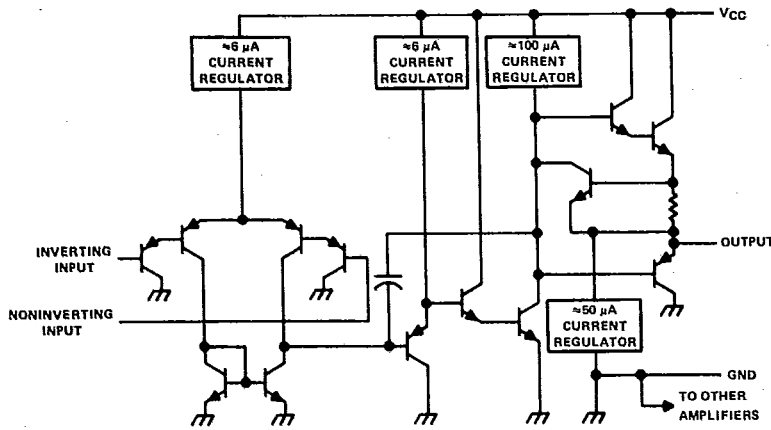 VCC
≈6 µA
CURRENT
REGULATOR
≈6 µA
CURRENT
REGULATOR
≈100 µA
CURRENT
REGULATOR
INVERTING
INPUT
OUTPUT
NONINVERTING
INPUT
≈50 µA
CURRENT
REGULATOR
GND
TO OTHER
AMPLIFIERS